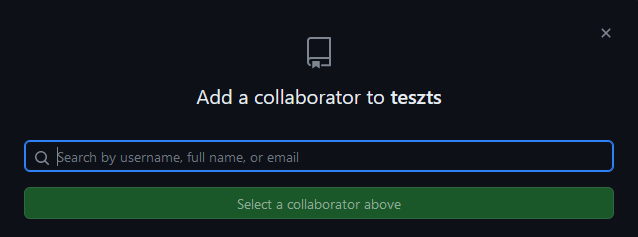 Add a collaborator to teszts
Search by username, full name, or email
Select a collaborator above